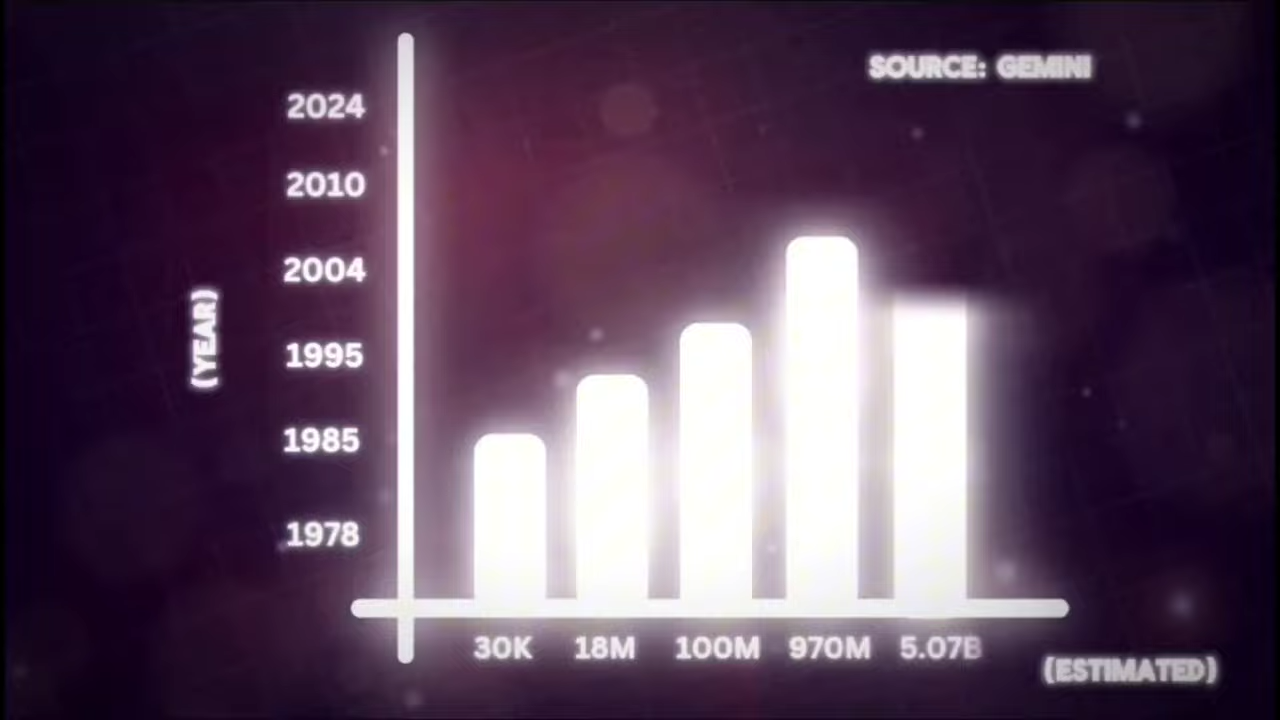 SOURCE: GEMINI
2024
2010
2004
(YEAR)
1995
1985
1978
30K 18M 100M 970M 5.07B
(ESTIMATED)